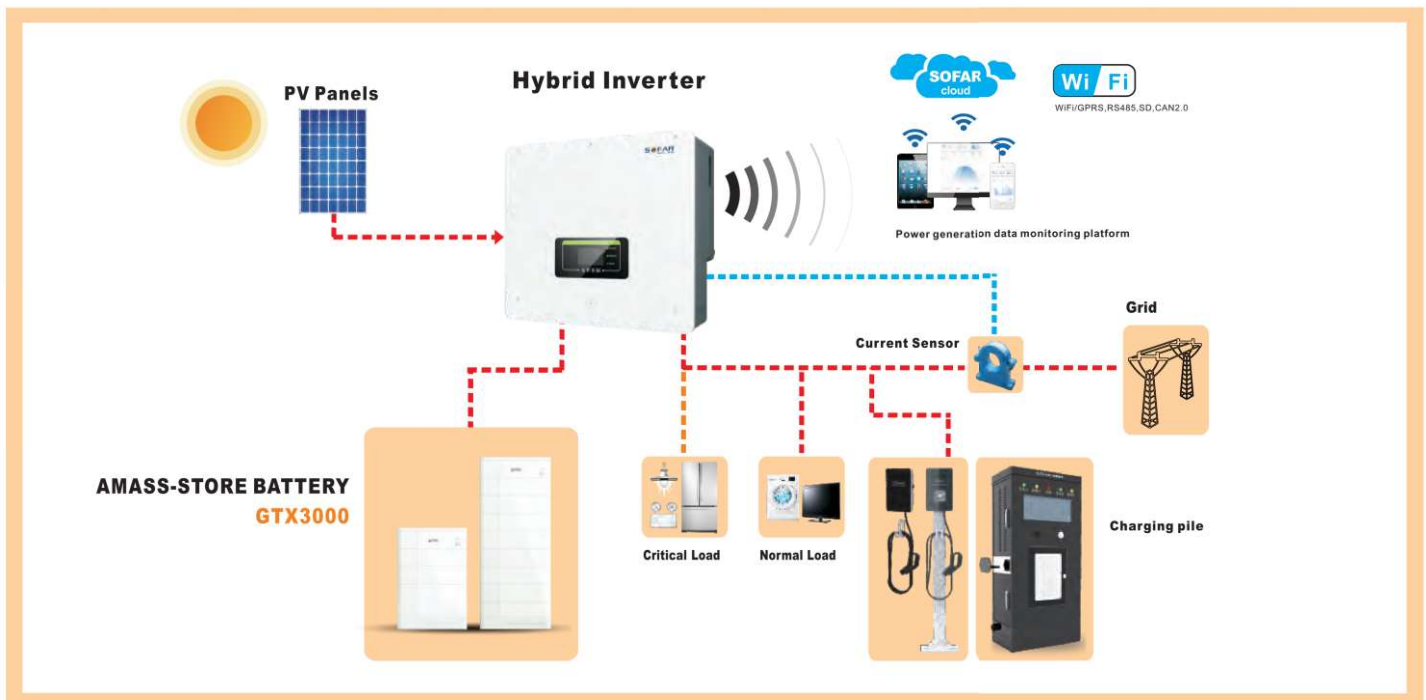 PV Panels
Hybrid Inverter
SOFAR
cloud
Wi Fi
WiFi/GPRS,RS485,SD,CAN2.0
SOFAR
Power generation data monitoring platform
Grid
Current Sensor
AMASS-STORE BATTERY
GTX3000
Critical Load
Normal Load
Charging pile